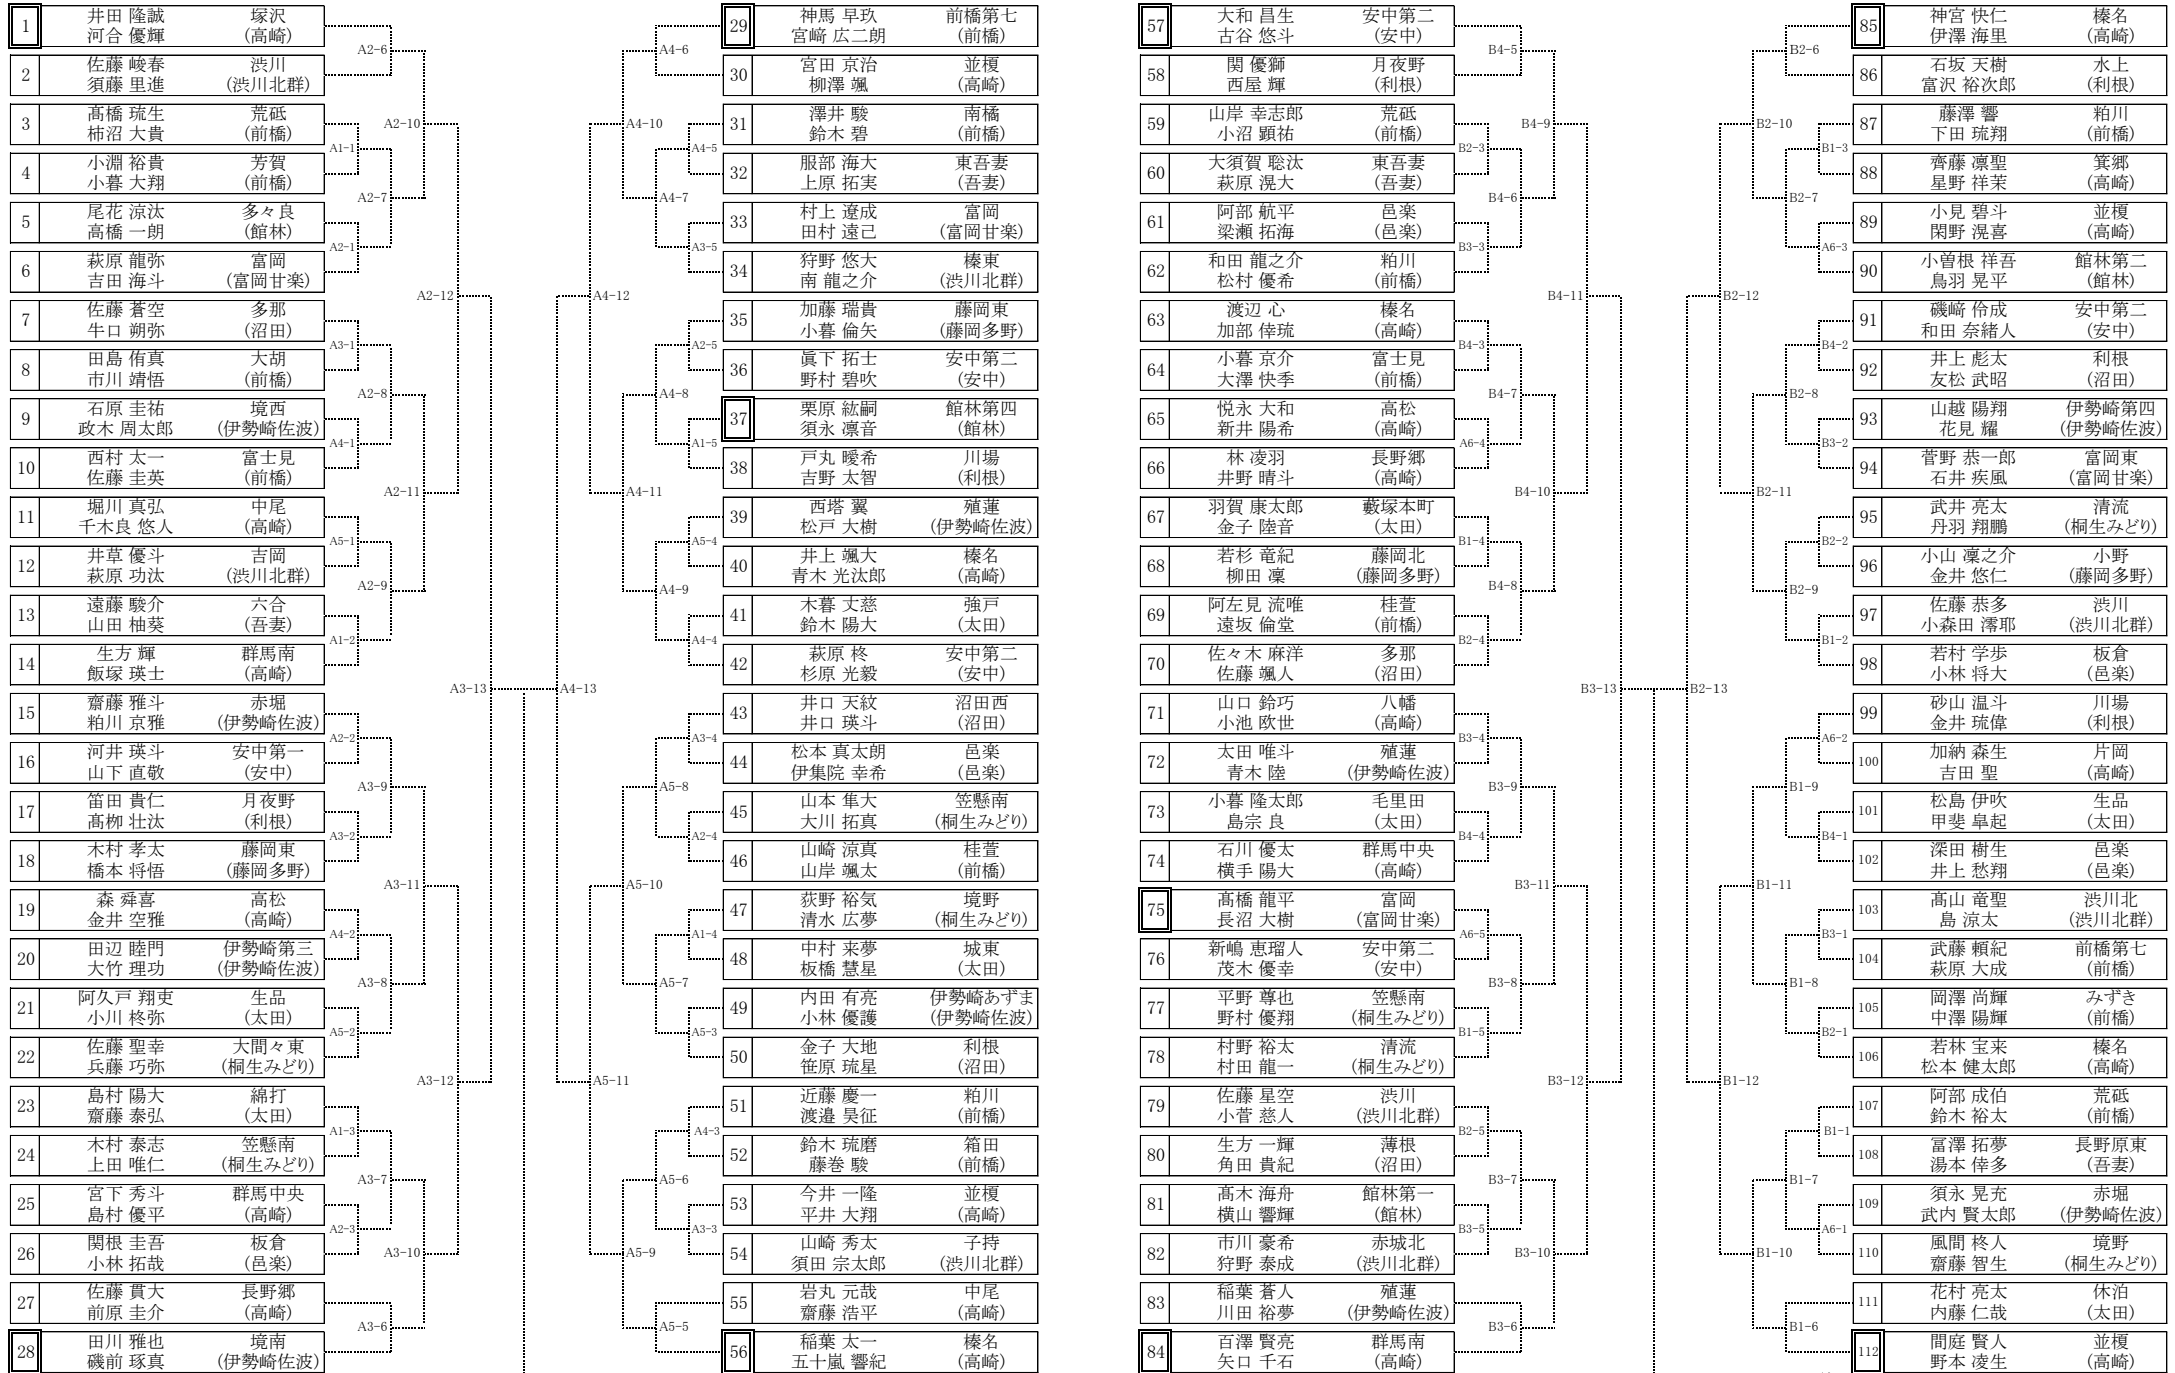 1 井田 隆誠 塚沢
河合 優輝 (高崎)
2 佐藤 峻春 渋川
須藤 里進 (渋川北群)
3 髙橋 琉生 荒砥
柿沼 大貴 (前橋)
4 小淵 裕貴 芳賀
小暮 大翔 (前橋)
5 尾花 涼汰 多々良
高橋 一朗 (館林)
6 萩原 龍弥 富岡
吉田 海斗 (富岡甘楽)
7 佐藤 蒼空 多那
牛口 朔弥 (沼田)
8 田島 侑真 大胡
市川 靖悟 (前橋)
9 石原 圭祐 境西
政木 周太郎 (伊勢崎佐波)
10 西村 太一 富士見
佐藤 圭英 (前橋)
11 堀川 真弘 中尾
千木良 悠人 (高崎)
12 井草 優斗 吉岡
萩原 功汰 (渋川北群)
13 遠藤 駿介 六合
山田 柚葵 (吾妻)
14 生方 輝 群馬南
飯塚 瑛士 (高崎)
15 齋藤 雅斗 赤堀
粕川 京雅 (伊勢崎佐波)
16 河井 瑛斗 安中第一
山下 直敬 (安中)
17 笛田 貴仁 月夜野
髙栁 壮汰 (利根)
18 木村 孝太 藤岡東
橋本 将悟 (藤岡多野)
19 森 舜喜 高松
金井 空雅 (高崎)
20 田辺 睦門 伊勢崎第三
大竹 理功 (伊勢崎佐波)
21 阿久戸 翔吏 生品
小川 柊弥 (太田)
22 佐藤 聖幸 大間々東
兵藤 巧弥 (桐生みどり)
23 島村 陽大 綿打
齋藤 泰弘 (太田)
24 木村 泰志 笠懸南
上田 唯仁 (桐生みどり)
25 宮下 秀斗 群馬中央
島村 優平 (高崎)
26 関根 圭吾 板倉
小林 拓哉 (邑楽)
27 佐藤 貫大 長野郷
前原 圭介 (高崎)
28 田川 雅也 境南
磯前 琢真 (伊勢崎佐波)
A1-1
A2-1
A3-1
A4-1
A5-1
A1-2
A2-2
A3-2
A4-2
A5-2
A1-3
A2-3
A2-6
A2-7
A2-8
A2-9
A3-9
A3-8
A3-7
A3-6
A2-10
A2-11
A3-11
A3-10
A2-12
A3-12
A3-13
A4-13
A4-12
A5-11
A4-10
A4-11
A5-10
A5-9
A4-6
A4-7
A4-8
A4-9
A5-8
A5-7
A5-6
A5-5
A4-5
A3-5
A2-5
A1-5
A5-4
A4-4
A3-4
A2-4
A1-4
A5-3
A4-3
A3-3
29 神馬 早玖 前橋第七
宮﨑 広二朗 (前橋)
30 宮田 京治 並榎
柳澤 颯 (高崎)
31 澤井 駿 南橘
鈴木 碧 (前橋)
32 服部 海大 東吾妻
上原 拓実 (吾妻)
33 村上 遼成 富岡
田村 遠己 (富岡甘楽)
34 狩野 悠大 榛東
南 龍之介 (渋川北群)
35 加藤 瑞貴 藤岡東
小暮 倫矢 (藤岡多野)
36 眞下 拓士 安中第二
野村 碧吹 (安中)
37 栗原 紘嗣 館林第四
須永 凛音 (館林)
38 戸丸 曖希 川場
吉野 太智 (利根)
39 西塔 翼 殖蓮
松戸 大樹 (伊勢崎佐波)
40 井上 颯大 榛名
青木 光汰郎 (高崎)
41 木暮 丈慈 強戸
鈴木 陽大 (太田)
42 萩原 柊 安中第二
杉原 光毅 (安中)
43 井口 天紋 沼田西
井口 瑛斗 (沼田)
44 松本 真太朗 邑楽
伊集院 幸希 (邑楽)
45 山本 隼大 笠懸南
大川 拓真 (桐生みどり)
46 山崎 涼真 桂萱
山岸 颯太 (前橋)
47 荻野 裕気 境野
清水 広夢 (桐生みどり)
48 中村 来夢 城東
板橋 慧星 (太田)
49 内田 有亮 伊勢崎あずま
小林 優護 (伊勢崎佐波)
50 金子 大地 利根
笹原 琉星 (沼田)
51 近藤 慶一 粕川
渡邉 昊征 (前橋)
52 鈴木 琉磨 箱田
藤巻 駿 (前橋)
53 今井 一隆 並榎
平井 大翔 (高崎)
54 山崎 秀太 子持
須田 宗太郎 (渋川北群)
55 岩丸 元哉 中尾
齋藤 浩平 (高崎)
56 稲葉 太一 榛名
五十嵐 響紀 (高崎)
57 大和 昌生 安中第二
古谷 悠斗 (安中)
58 関 優獅 月夜野
西屋 輝 (利根)
59 山岸 幸志郎 荒砥
小沼 顕祐 (前橋)
60 大須賀 聡汰 東吾妻
萩原 滉大 (吾妻)
61 阿部 航平 邑楽
梁瀬 拓海 (邑楽)
62 和田 龍之介 粕川
松村 優希 (前橋)
63 渡辺 心 榛名
加部 倖琉 (高崎)
64 小暮 京介 富士見
大澤 快季 (前橋)
65 悦永 大和 高松
新井 陽希 (高崎)
66 林 凌羽 長野郷
井野 晴斗 (高崎)
67 羽賀 康太郎 藪塚本町
金子 陸音 (太田)
68 若杉 竜紀 藤岡北
柳田 凜 (藤岡多野)
69 阿左見 流唯 桂萱
遠坂 倫堂 (前橋)
70 佐々木 麻洋 多那
佐藤 颯人 (沼田)
71 山口 鈴巧 八幡
小池 欧世 (高崎)
72 太田 唯斗 殖蓮
青木 陸 (伊勢崎佐波)
73 小暮 隆太郎 毛里田
島宗 良 (太田)
74 石川 優太 群馬中央
横手 陽大 (高崎)
75 髙橋 龍平 富岡
長沼 大樹 (富岡甘楽)
76 新嶋 恵瑠人 安中第二
茂木 優幸 (安中)
77 平野 尊也 笠懸南
野村 優翔 (桐生みどり)
78 村野 裕太 清流
村田 龍一 (桐生みどり)
79 佐藤 星空 渋川
小菅 慈人 (渋川北群)
80 生方 一輝 薄根
角田 貴紀 (沼田)
81 髙木 海舟 館林第一
横山 響輝 (館林)
82 市川 豪希 赤城北
狩野 泰成 (渋川北群)
83 稲葉 蒼人 殖蓮
川田 裕夢 (伊勢崎佐波)
84 百澤 賢亮 群馬南
矢口 千石 (高崎)
B2-3
B3-3
B4-3
A6-4
B1-4
B2-4
B3-4
B4-4
A6-5
B1-5
B2-5
B3-5
B4-5
B4-6
B4-7
B4-8
B3-9
B3-8
B3-7
B3-6
B4-9
B4-10
B3-11
B3-10
B4-11
B3-12
B3-13
B2-13
B2-12
B1-12
B2-10
B2-11
B1-11
B1-10
B2-6
B2-7
B2-8
B2-9
B1-9
B1-8
B1-7
B1-6
B1-3
A6-3
B4-2
B3-2
B2-2
B1-2
A6-2
B4-1
B3-1
B2-1
B1-1
A6-1
85 神宮 快仁 榛名
伊澤 海里 (高崎)
86 石坂 天樹 水上
富沢 裕次郎 (利根)
87 藤澤 響 粕川
下田 琉翔 (前橋)
88 齊藤 凛聖 箕郷
星野 祥茉 (高崎)
89 小見 碧斗 並榎
閑野 滉喜 (高崎)
90 小曽根 祥吾 館林第二
鳥羽 晃平 (館林)
91 磯﨑 伶成 安中第二
和田 奈緒人 (安中)
92 井上 彪太 利根
友松 武昭 (沼田)
93 山越 陽翔 伊勢崎第四
花見 耀 (伊勢崎佐波)
94 菅野 恭一郎 富岡東
石井 疾風 (富岡甘楽)
95 武井 亮太 清流
丹羽 翔鵬 (桐生みどり)
96 小山 凜之介 小野
金井 悠仁 (藤岡多野)
97 佐藤 恭多 渋川
小森田 澪耶 (渋川北群)
98 若村 学歩 板倉
小林 将大 (邑楽)
99 砂山 温斗 川場
金井 琉偉 (利根)
100 加納 森生 片岡
吉田 聖 (高崎)
101 松島 伊吹 生品
甲斐 皐起 (太田)
102 深田 樹生 邑楽
井上 愁翔 (邑楽)
103 髙山 竜聖 渋川北
島 涼太 (渋川北群)
104 武藤 頼紀 前橋第七
萩原 大成 (前橋)
105 岡澤 尚輝 みずき
中澤 陽輝 (前橋)
106 若林 宝来 榛名
松本 健太郎 (高崎)
107 阿部 成伯 荒砥
鈴木 裕太 (前橋)
108 冨澤 拓夢 長野原東
湯本 倖多 (吾妻)
109 須永 晃充 赤堀
武内 賢太郎 (伊勢崎佐波)
110 風間 柊人 境野
齋藤 智生 (桐生みどり)
111 花村 亮太 休泊
内藤 仁哉 (太田)
112 間庭 賢人 並榎
野本 凌生 (高崎)